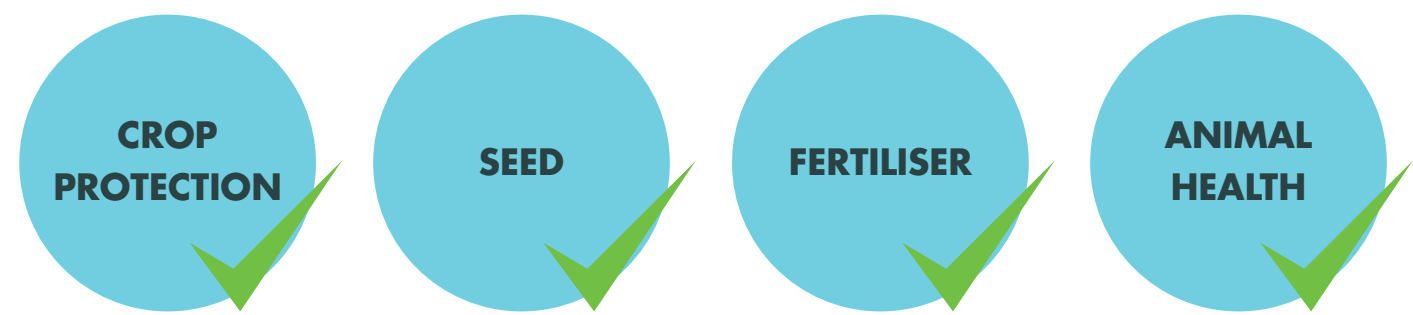 CROP
PROTECTION
SEED
FERTILISER
ANIMAL
HEALTH